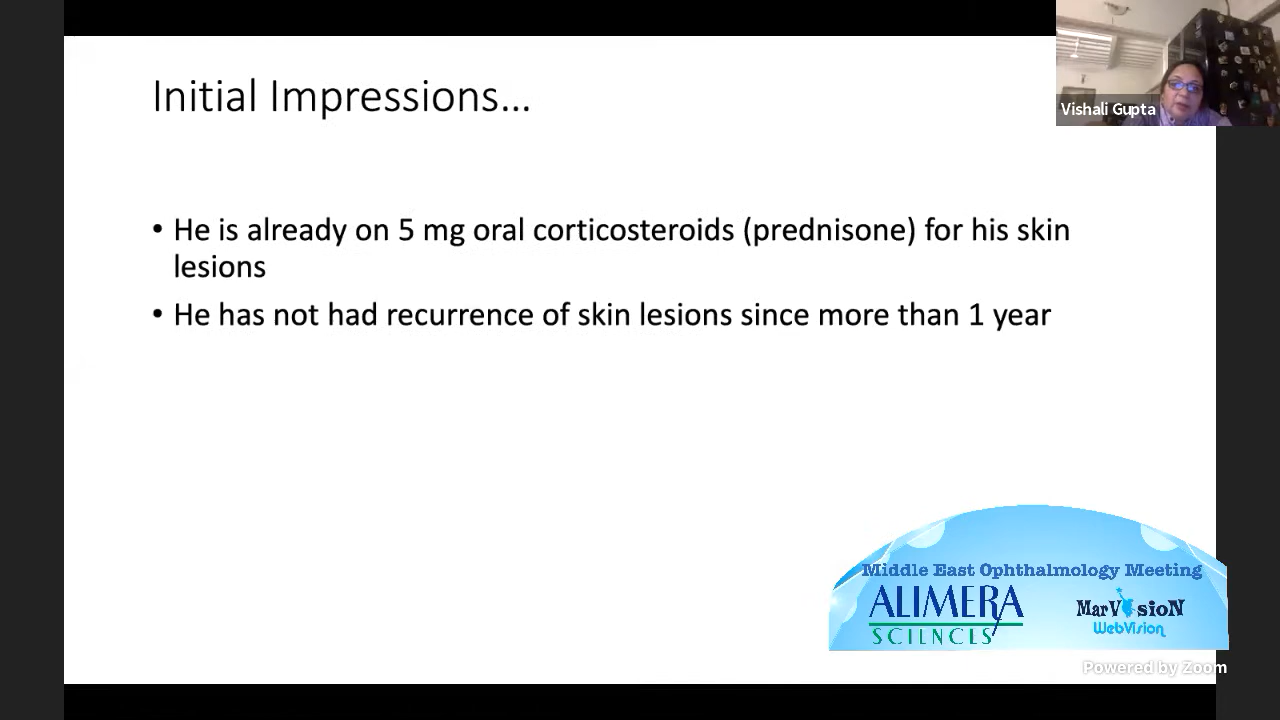 Initial Impressions...
Vishali Gupta
• He is already on 5 mg oral corticosteroids (prednisone) for his skin
lesions
• He has not had recurrence of skin lesions since more than 1 year
Middle East Ophthalmology Meeting
ALIMERA
SCIENCES
MarVisioN
WebVision
Powered by Zoom